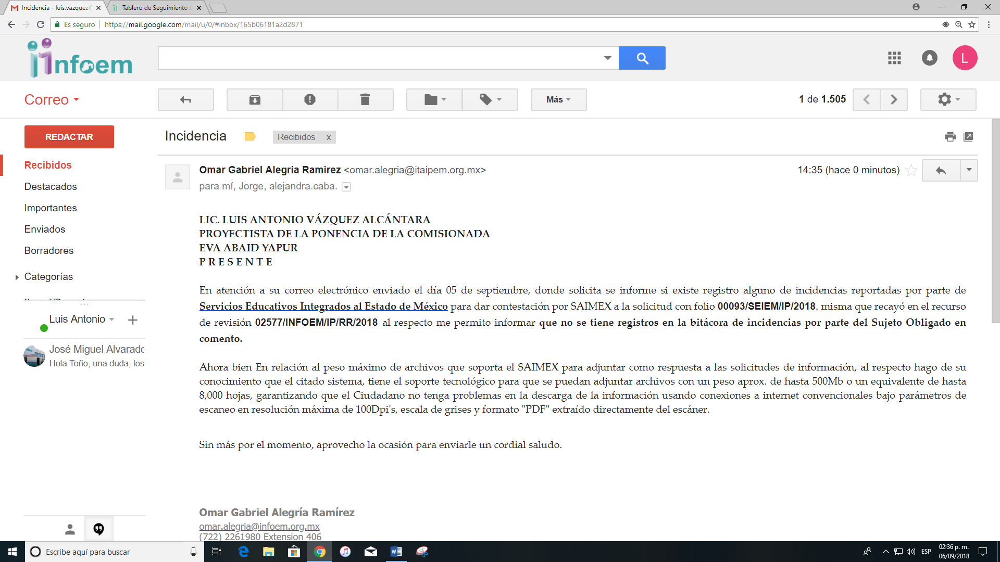 Incidencia - luis.vazquez@
Tablero de Seguimiento
Es seguro
https://mail.google.com/mail/u/0/#inbox/165b06181a2d2871
infoem
L
Correo
Más
1 de 1.505
REDACTAR
Incidencia
Recibidos x
Recibidos
Destacados
Importantes
Enviados
Borradores
Categorías
Luis Antonio
José Miguel Alvarado
Hola Toño, una duda, los
Omar Gabriel Alegria Ramirez <omar.alegria@itaipem.org.mx>
14:35 (hace 0 minutos)
para mí, Jorge, alejandra.caba.
LIC. LUIS ANTONIO VÁZQUEZ ALCÁNTARA
PROYECTISTA DE LA PONENCIA DE LA COMISIONADA
EVA ABAID YAPUR
P R E S E N T E
En atención a su correo electrónico enviado el día 05 de septiembre, donde solicita se informe si existe registro alguno de incidencias reportadas por parte de
Servicios Educativos Integrados al Estado de México para dar contestación por SAIMEX a la solicitud con folio 00093/SEIEM/IP/2018, misma que recayó en el recurso
de revisión 02577/INFOEM/IP/RR/2018 al respecto me permito informar que no se tiene registros en la bitácora de incidencias por parte del Sujeto Obligado en
comento.
Ahora bien En relación al peso máximo de archivos que soporta el SAIMEX para adjuntar como respuesta a las solicitudes de información, al respecto hago de su
conocimiento que el citado sistema, tiene el soporte tecnológico para que se puedan adjuntar archivos con un peso aprox. de hasta 500Mb o un equivalente de hasta
8,000 hojas, garantizando que el Ciudadano no tenga problemas en la descarga de la información usando conexiones a internet convencionales bajo parámetros de
escaneo en resolución máxima de 100Dpi's, escala de grises y formato "PDF" extraído directamente del escáner.
Sin más por el momento, aprovecho la ocasión para enviarle un cordial saludo.
Omar Gabriel Alegría Ramírez
omar.alegria@infoem.org.mx
(722) 2261980 Extension 406
Escribe aquí para buscar
ESP
02:36 p. m.
06/09/2018